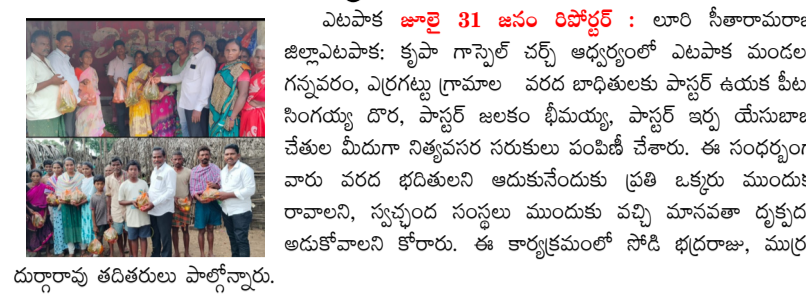 ఎటపాక జూలై 31 జనం రిపోర్టర్ : లూరి సీతారామరాజ
జిల్లాఎటపాక: కృపా గాస్పెల్ చర్చ్ ఆధ్వర్యంలో ఎటపాక మండల
గన్నవరం, ఎర్రగట్టు గ్రామాల వరద బాధితులకు పాస్టర్ ఉయక పీట
సింగయ్య దొర, పాస్టర్ జలకం భీమయ్య, పాస్టర్ ఇర్ప యేసుబాబ
చేతుల మీదుగా నిత్యవసర సరుకులు పంపిణీ చేశారు. ఈ సంధర్బంగ
వారు వరద భదితులని ఆదుకునేందుకు ప్రతి ఒక్కరు ముందుక
రావాలని, స్వచ్ఛంద సంస్థలు ముందుకు వచ్చి మానవతా దృక్పద
అడుకోవాలని కోరారు. ఈ కార్యక్రమంలో సోడి భద్రరాజు, ముర్ర
దుర్గారావు తదితరులు పాల్గోన్నారు.